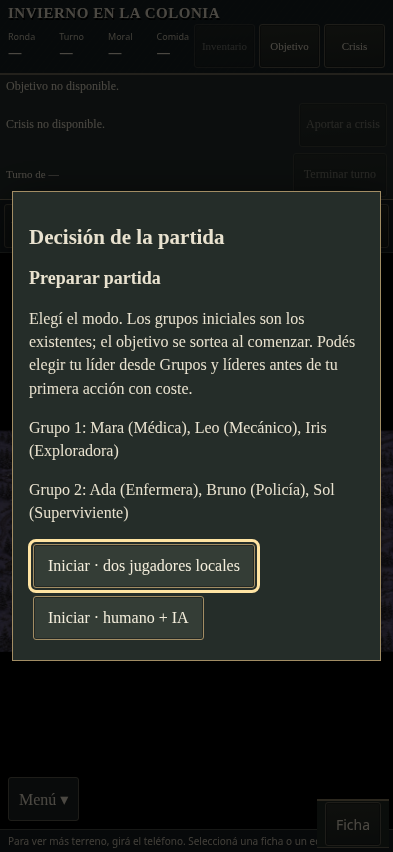 INVIERNO EN LA COLONIA
Ronda Turno Moral Comida
— — — —
Inventario Objetivo Crisis
Objetivo no disponible.
Crisis no disponible.
Aportar a crisis
Turno de —
Terminar turno
Decisión de la partida
Preparar partida
Elegí el modo. Los grupos iniciales son los
existentes; el objetivo se sortea al comenzar. Podés
elegir tu líder desde Grupos y líderes antes de tu
primera acción con coste.
Grupo 1: Mara (Médica), Leo (Mecánico), Iris
(Exploradora)
Grupo 2: Ada (Enfermera), Bruno (Policía), Sol
(Superviviente)
Iniciar · dos jugadores locales
Iniciar · humano + IA
Menú ▾
Ficha
Para ver más terreno, girá el teléfono. Seleccioná una ficha o un